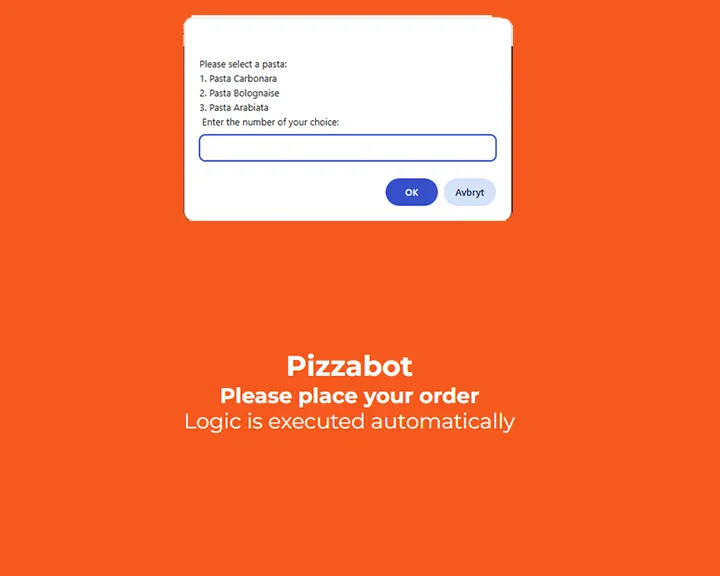 Please select a pasta:
1. Pasta Carbonara
2. Pasta Bolognaise
3. Pasta Arabiata
Enter the number of your choice:
OK Avbryt
Pizzabot
Please place your order
Logic is executed automatically